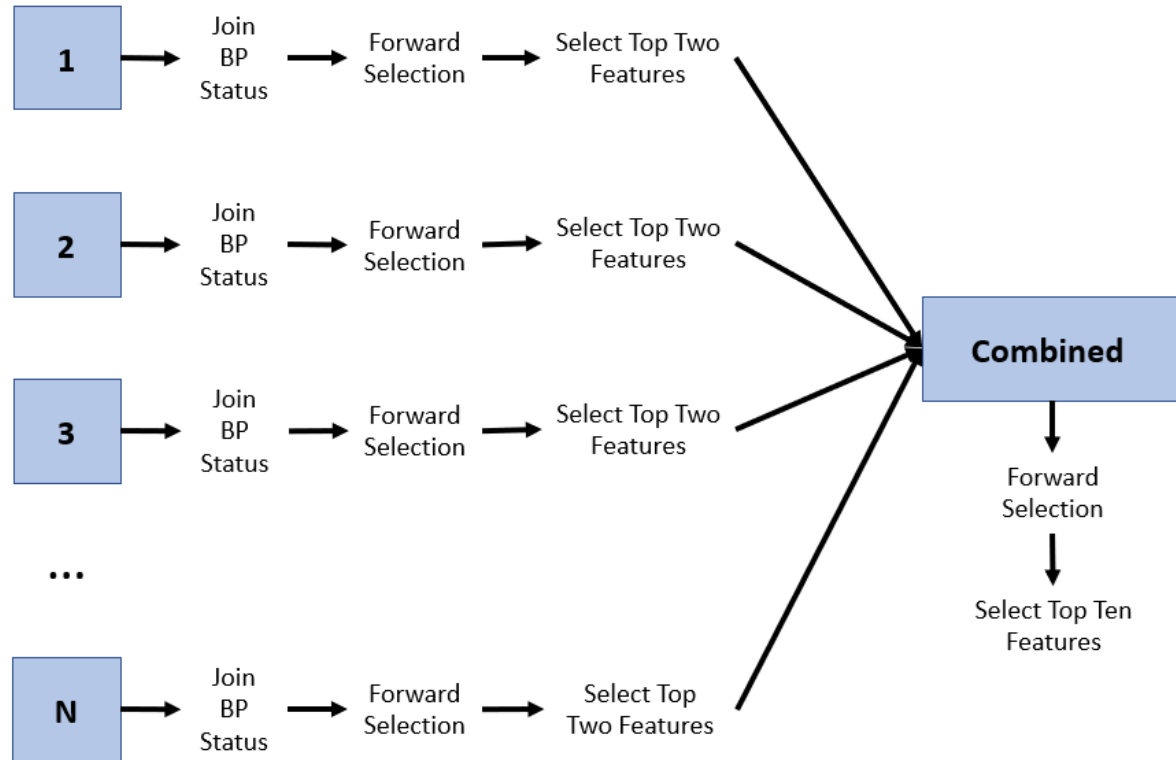 1
Join
BP
Status
Forward
Selection
Select Top Two
Features
2
Join
BP
Status
Forward
Selection
Select Top Two
Features
3
Join
BP
Status
Forward
Selection
Select Top Two
Features
...
N
Join
BP
Status
Forward
Selection
Select Top
Two Features
Combined
Forward
Selection
Select Top Ten
Features